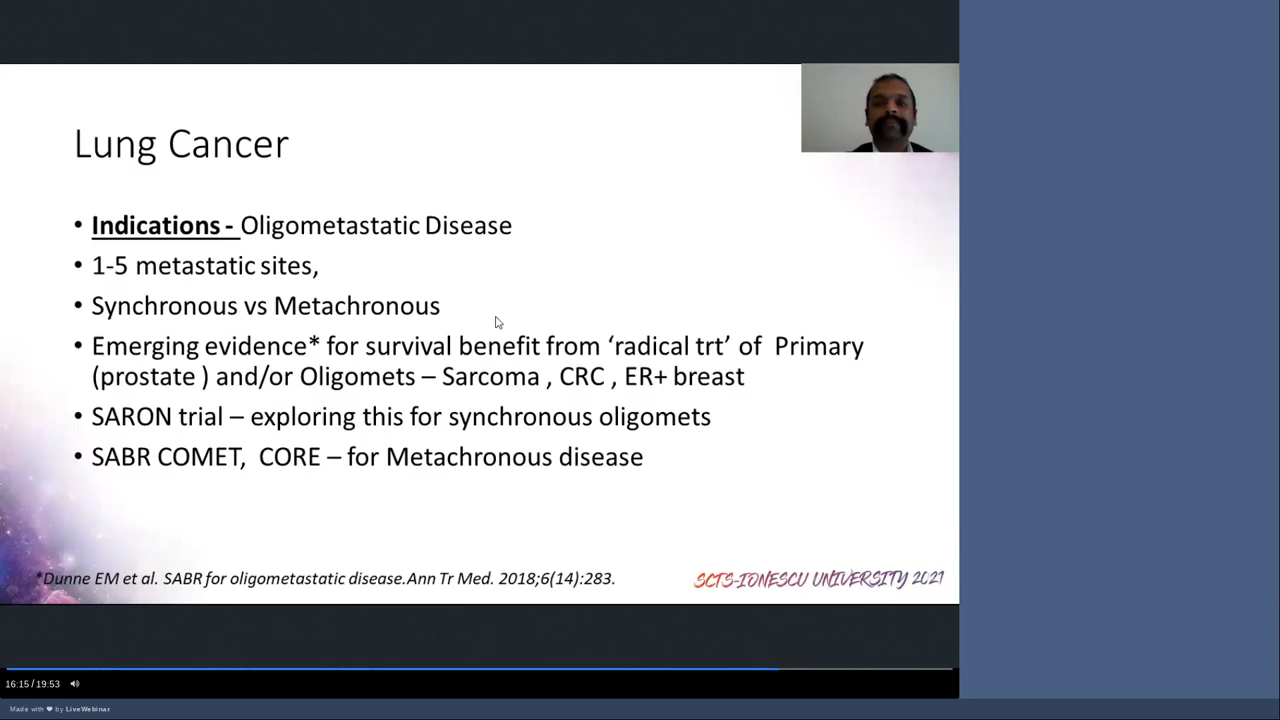 Lung Cancer
• Indications - Oligometastatic Disease
• 1-5 metastatic sites,
• Synchronous vs Metachronous
• Emerging evidence* for survival benefit from ‘radical trt’ of Primary
(prostate ) and/or Oligomets – Sarcoma , CRC , ER+ breast
• SARON trial – exploring this for synchronous oligomets
• SABR COMET, CORE – for Metachronous disease
*Dunne EM et al. SABR for oligometastatic disease.Ann Tr Med. 2018;6(14):283.
SCTS-IONESCU UNIVERSITY 2021
16:15 / 19:53
Made with ❤ by LiveWebinar